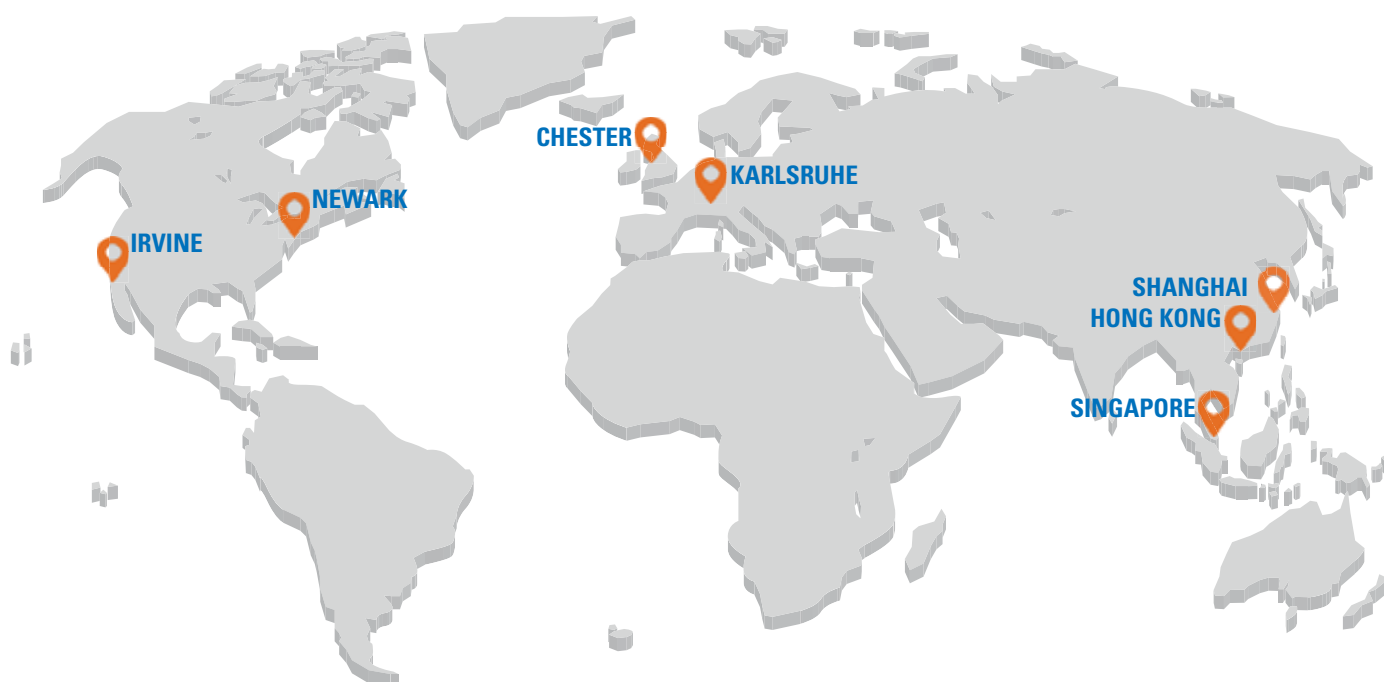 CHESTER
KARLSRUHE
NEWARK
IRVINE
SHANGHAI
HONG KONG
SINGAPORE